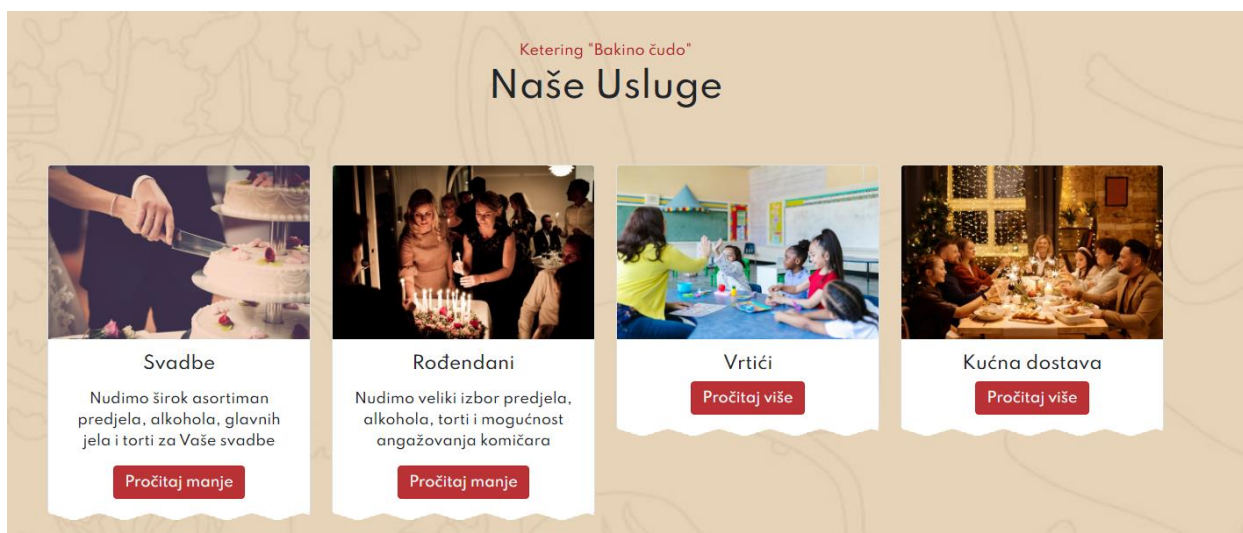 Ketering "Bakino čudo"
Naše Usluge
Svadbe
Nudimo širok asortiman
predjela, alkohola, glavnih
jela i torti za Vaše svadbe
Pročitaj manje
Rođendani
Nudimo veliki izbor predjela,
alkohola, torti i mogućnost
angažovanja komičara
Pročitaj manje
Vrtići
Pročitaj više
Kućna dostava
Pročitaj više